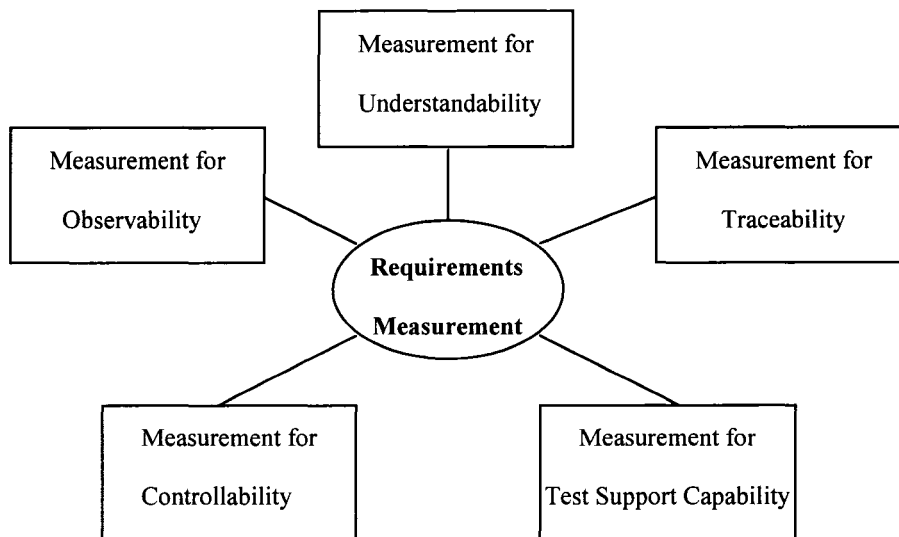 Measurement for
Understandability
Measurement for
Observability
Measurement for
Traceability
Requirements
Measurement
Measurement for
Controllability
Measurement for
Test Support Capability